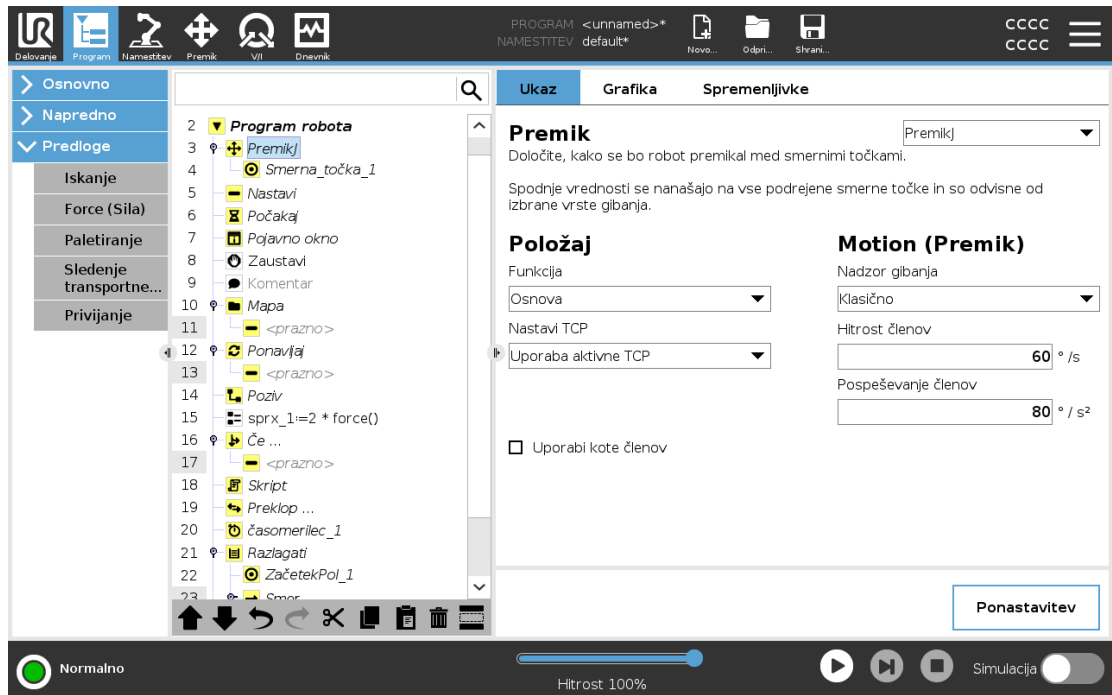 PROGRAM <unnamed>*
NAMESTITEV default*
Delovanje
Program
Namestitev
Premik
V/I
Dnevnik
Novo...
Odpri...
Shrani...
CCCC
CCCC
Osnovno
Napredno
Predloge
Iskanje
Force (Sila)
Paletiranje
Sledenje
transportne...
Privijanje
2 Program robota
3 PremikJ
4 Smerna_točka_1
5 Nastavi
6 Počakaj
7 Pojavno okno
8 Zaustavi
9 Komentar
10 Mapa
11 <prazno>
12 Ponavljaj
13 <prazno>
14 Poziv
15 sprx_1:=2 * force()
16 Če ...
17 <prazno>
18 Skript
19 Preklop ...
20 časomerilec_1
21 Razlagati
22 ZačetekPol_1
23 Smer
Ukaz
Grafika
Spremenljivke
Premik
PremikJ
Določite, kako se bo robot premikal med smernimi točkami.
Spodnje vrednosti se nanašajo na vse podrejene smerne točke in so odvisne od
izbrane vrste gibanja.
Položaj
Funkcija
Osnova
Nastavi TCP
Uporaba aktivne TCP
Uporabi kote členov
Motion (Premik)
Nadzor gibanja
Klasično
Hitrost členov
60 ° /s
Pospeševanje členov
80 ° / s²
Ponastavitev
Normalno
Hitrost 100%
Simulacija